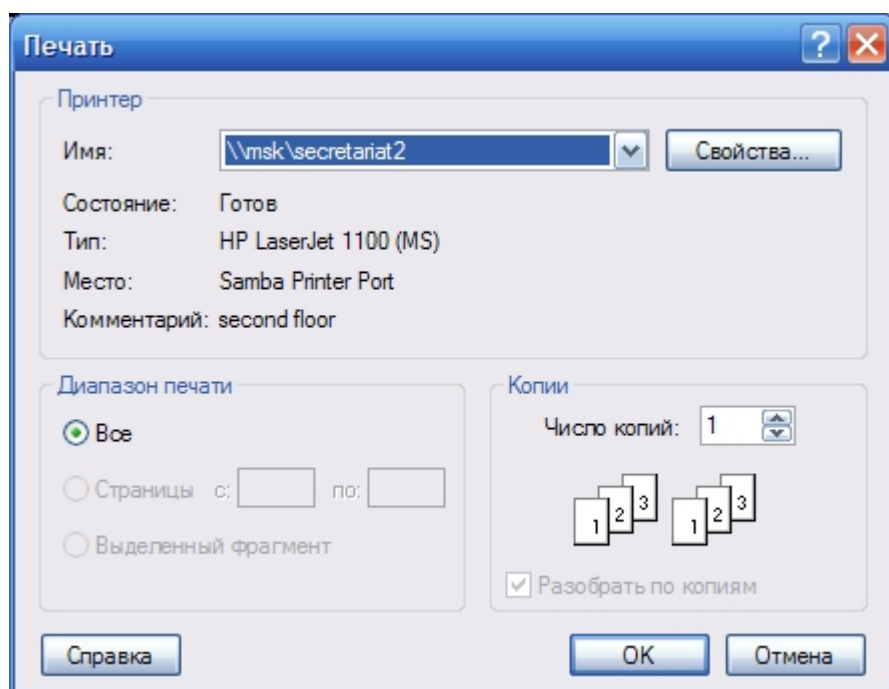 Печать
Принтер
Имя: \\msk\secretariat2 Свойства...
Состояние: Готов
Тип: HP LaserJet 1100 (MS)
Место: Samba Printer Port
Комментарий: second floor
Диапазон печати
Все
Страницы с: по:
Выделенный фрагмент
Копии
Число копий: 1
1 2 3 1 2 3
Разобрать по копиям
Справка OK Отмена